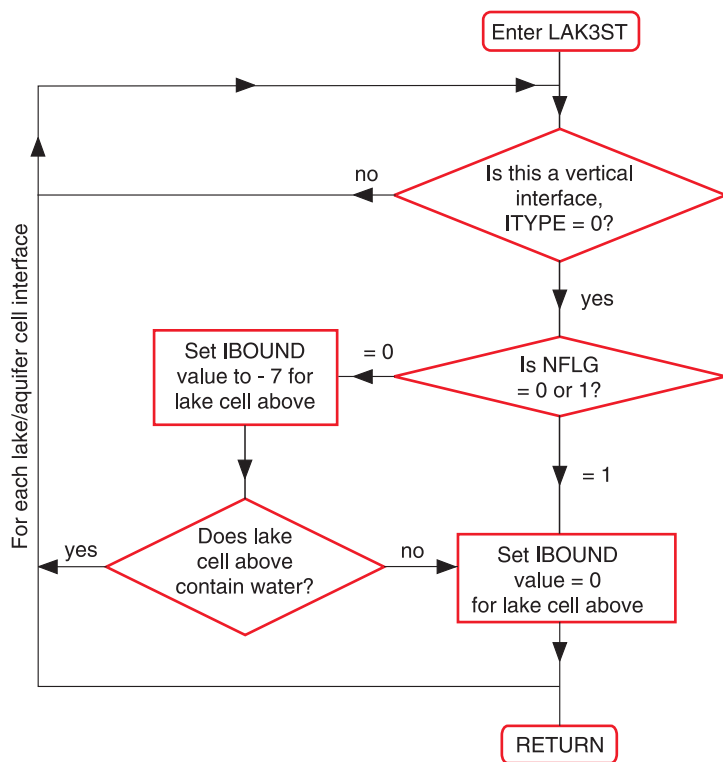 Enter LAK3ST
Is this a vertical
interface,
ITYPE = 0?
no
yes
Is NFLG
= 0 or 1?
= 0
Set IBOUND
value to - 7 for
lake cell above
= 1
Does lake
cell above
contain water?
yes
no
Set IBOUND
value = 0
for lake cell above
For each lake/aquifer cell interface
RETURN